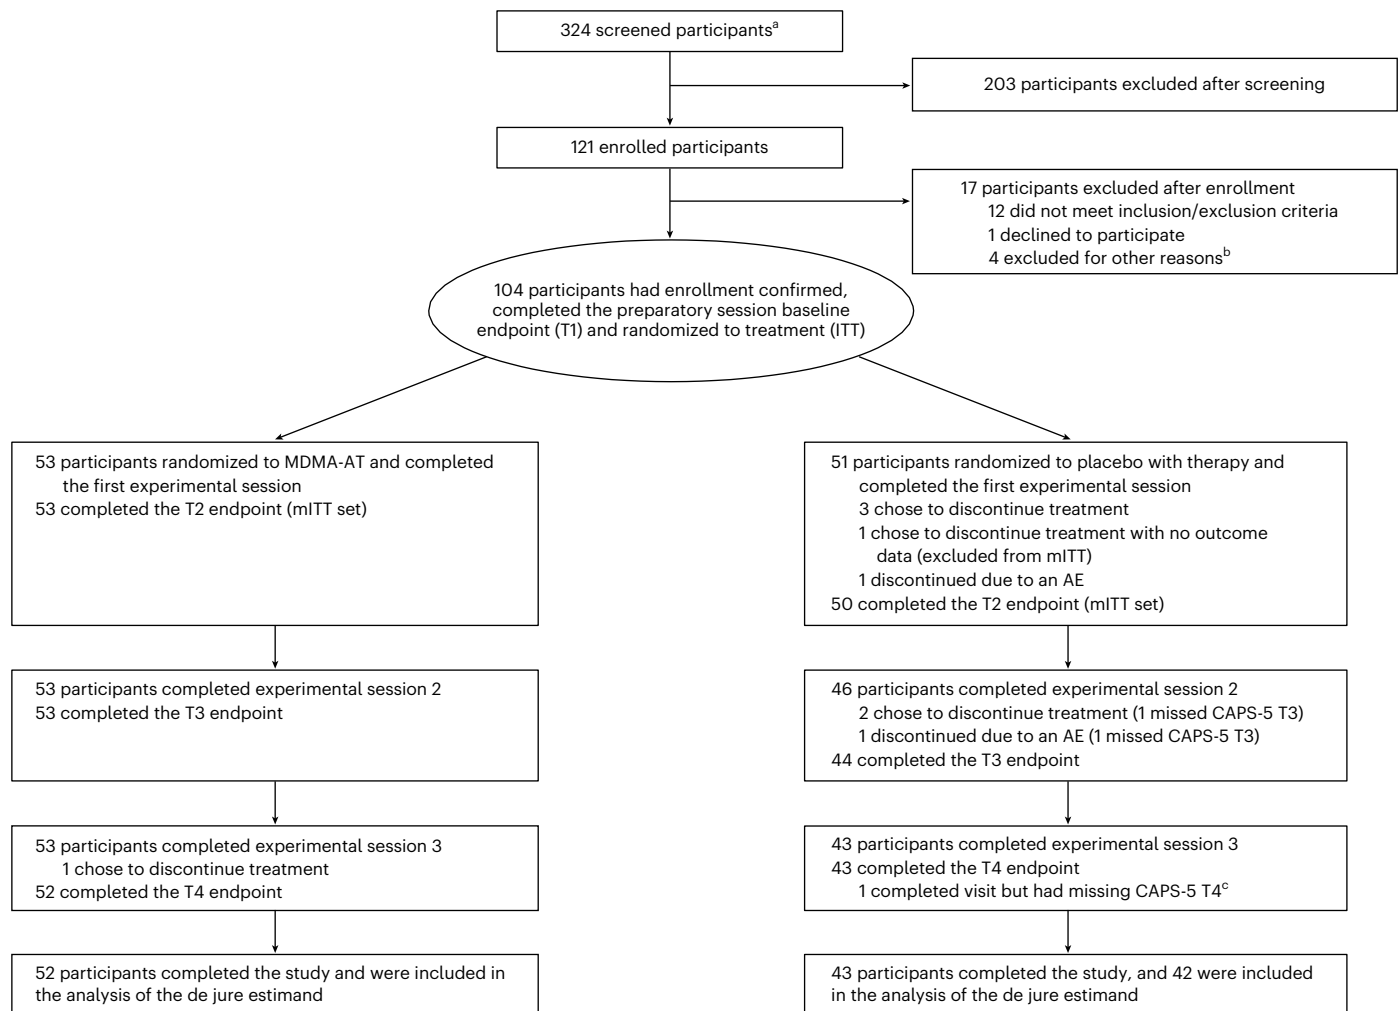 324 screened participantsa
203 participants excluded after screening
121 enrolled participants
17 participants excluded after enrollment
12 did not meet inclusion/exclusion criteria
1 declined to participate
4 excluded for other reasonsb
104 participants had enrollment confirmed,
completed the preparatory session baseline
endpoint (T1) and randomized to treatment (ITT)
53 participants randomized to MDMA-AT and completed
the first experimental session
53 completed the T2 endpoint (mITT set)
51 participants randomized to placebo with therapy and
completed the first experimental session
3 chose to discontinue treatment
1 chose to discontinue treatment with no outcome
data (excluded from mITT)
1 discontinued due to an AE
50 completed the T2 endpoint (mITT set)
53 participants completed experimental session 2
53 completed the T3 endpoint
46 participants completed experimental session 2
2 chose to discontinue treatment (1 missed CAPS-5 T3)
1 discontinued due to an AE (1 missed CAPS-5 T3)
44 completed the T3 endpoint
53 participants completed experimental session 3
1 chose to discontinue treatment
52 completed the T4 endpoint
43 participants completed experimental session 3
43 completed the T4 endpoint
1 completed visit but had missing CAPS-5 T4c
52 participants completed the study and were included in
the analysis of the de jure estimand
43 participants completed the study, and 42 were included
in the analysis of the de jure estimand